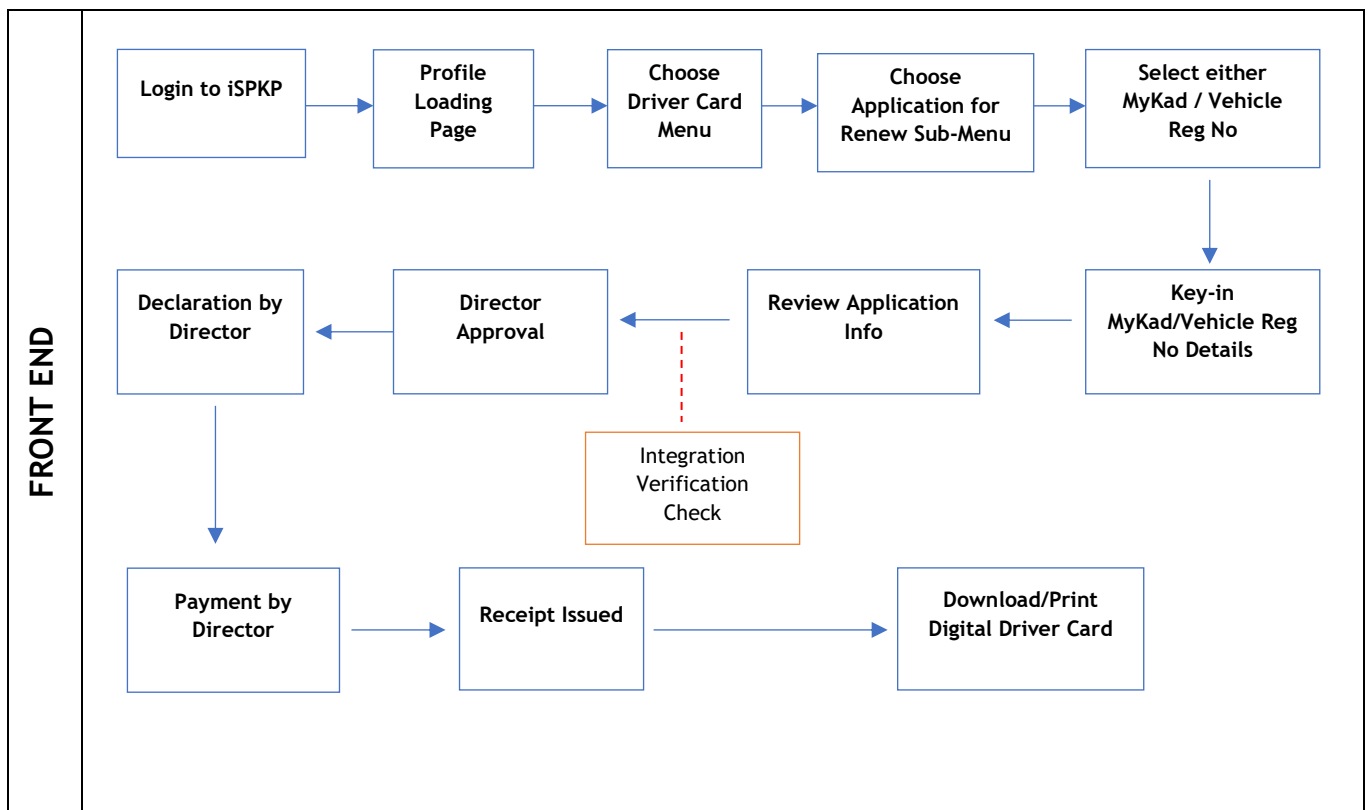 FRONT END
Login to iSPKP
Profile
Loading
Page
Choose
Driver Card
Menu
Choose
Application for
Renew Sub-Menu
Select either
MyKad / Vehicle
Reg No
Key-in
MyKad/Vehicle Reg
No Details
Review Application
Info
Integration
Verification
Check
Director
Approval
Declaration by
Director
Payment by
Director
Receipt Issued
Download/Print
Digital Driver Card